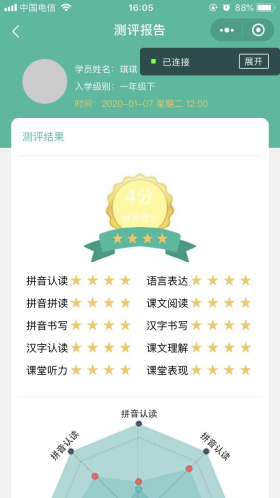 中国电信 16:05 88%
测评报告
已连接 展开
学员姓名： 琪琪
入学级别： 一年级下
时间： 2020-01-07 星期二 12:00
测评结果
4分
拼音认读 语言表达
拼音拼读 课文阅读
拼音书写 汉字书写
汉字认读 课文理解
课堂听力 课堂表现
拼音认读
拼音认读 拼音认读